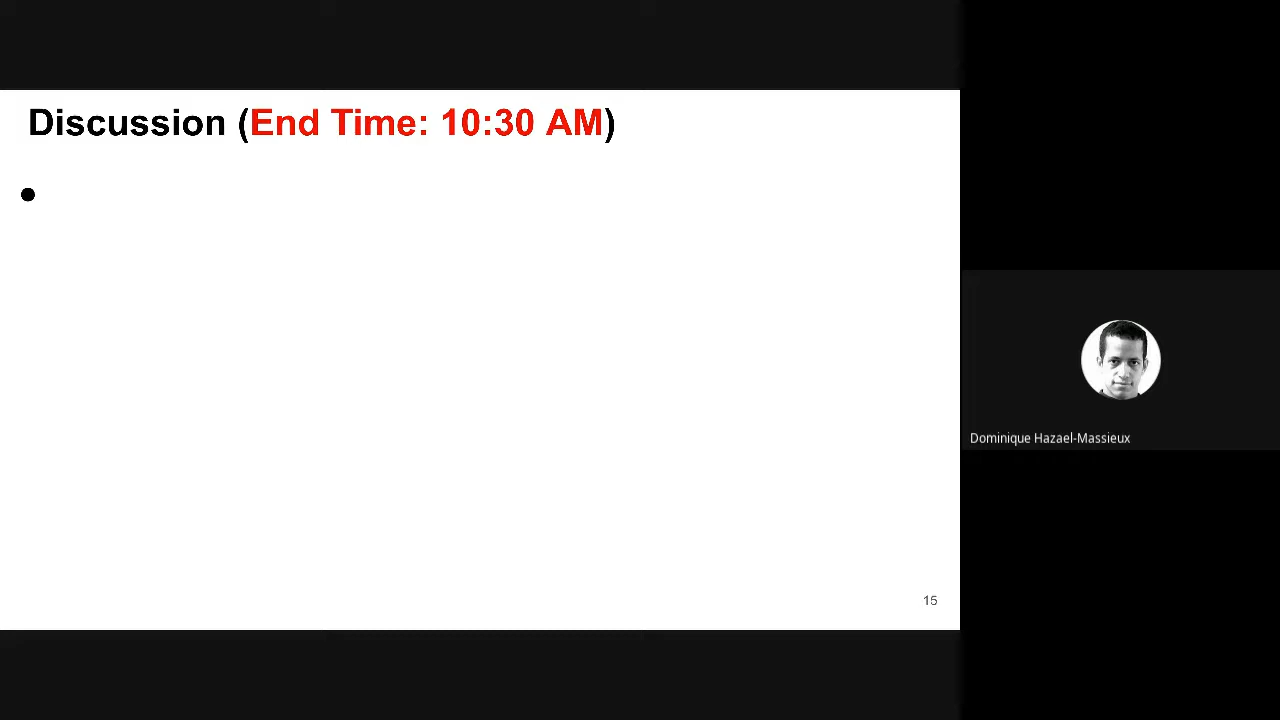 Discussion (End Time: 10:30 AM)
●
15
Dominique Hazael-Massieux